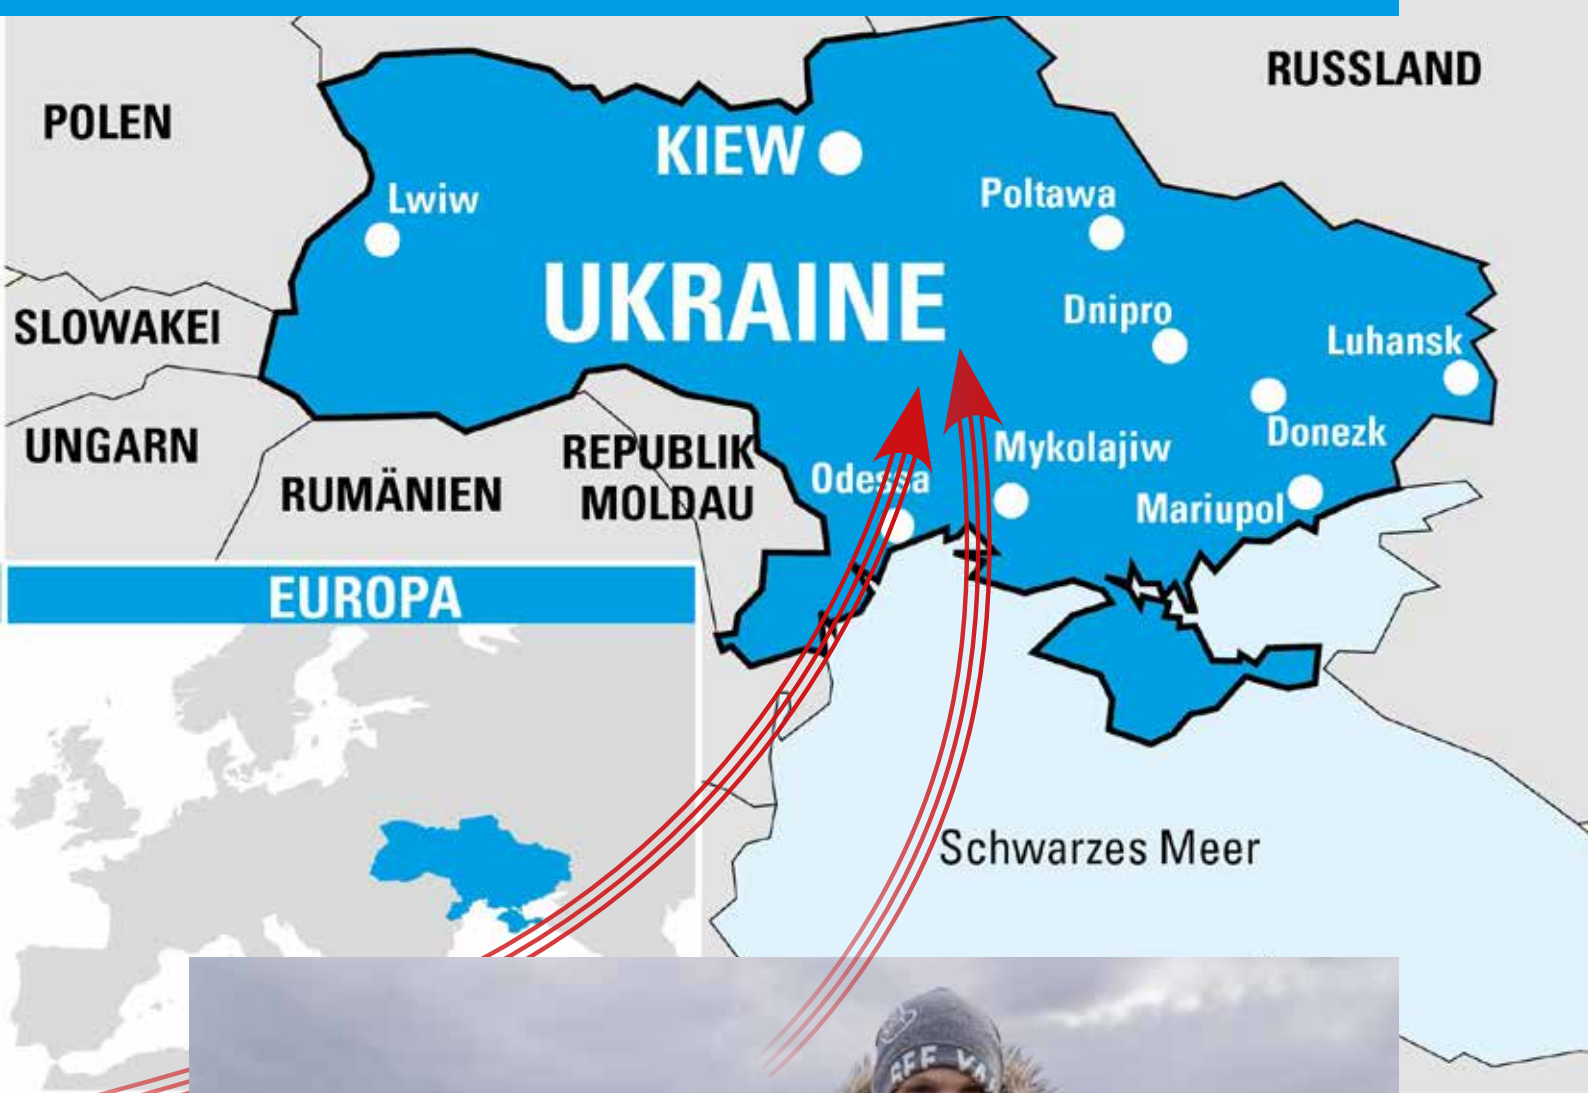 RUSSLAND
POLEN
KIEW
Lwiw
Poltawa
UKRAINE
Dnipro
SLOWAKEI
Luhansk
UNGARN
Donezk
REPUBLIK
MOLDAU
Mykolajiw
RUMÄNIEN
Odessa
Mariupol
EUROPA
Schwarzes Meer